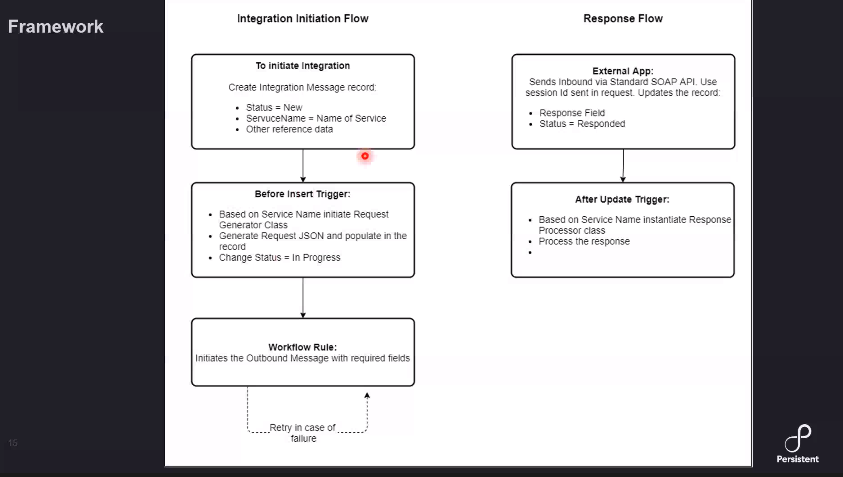 Framework
Integration Initiation Flow
To initiate Integration
Create Integration Message record:
• Status = New
• ServuceName = Name of Service
• Other reference data
Before Insert Trigger:
• Based on Service Name initiate Request
Generator Class
• Generate Request JSON and populate in the
record
• Change Status = In Progress
Workflow Rule:
Initiates the Outbound Message with required fields
Retry in case of
failure
Response Flow
External App:
Sends Inbound via Standard SOAP API. Use
session Id sent in request. Updates the record:
• Response Field
• Status = Responded
After Update Trigger:
• Based on Service Name instantiate Response
Processor class
• Process the response
•
15
Persistent